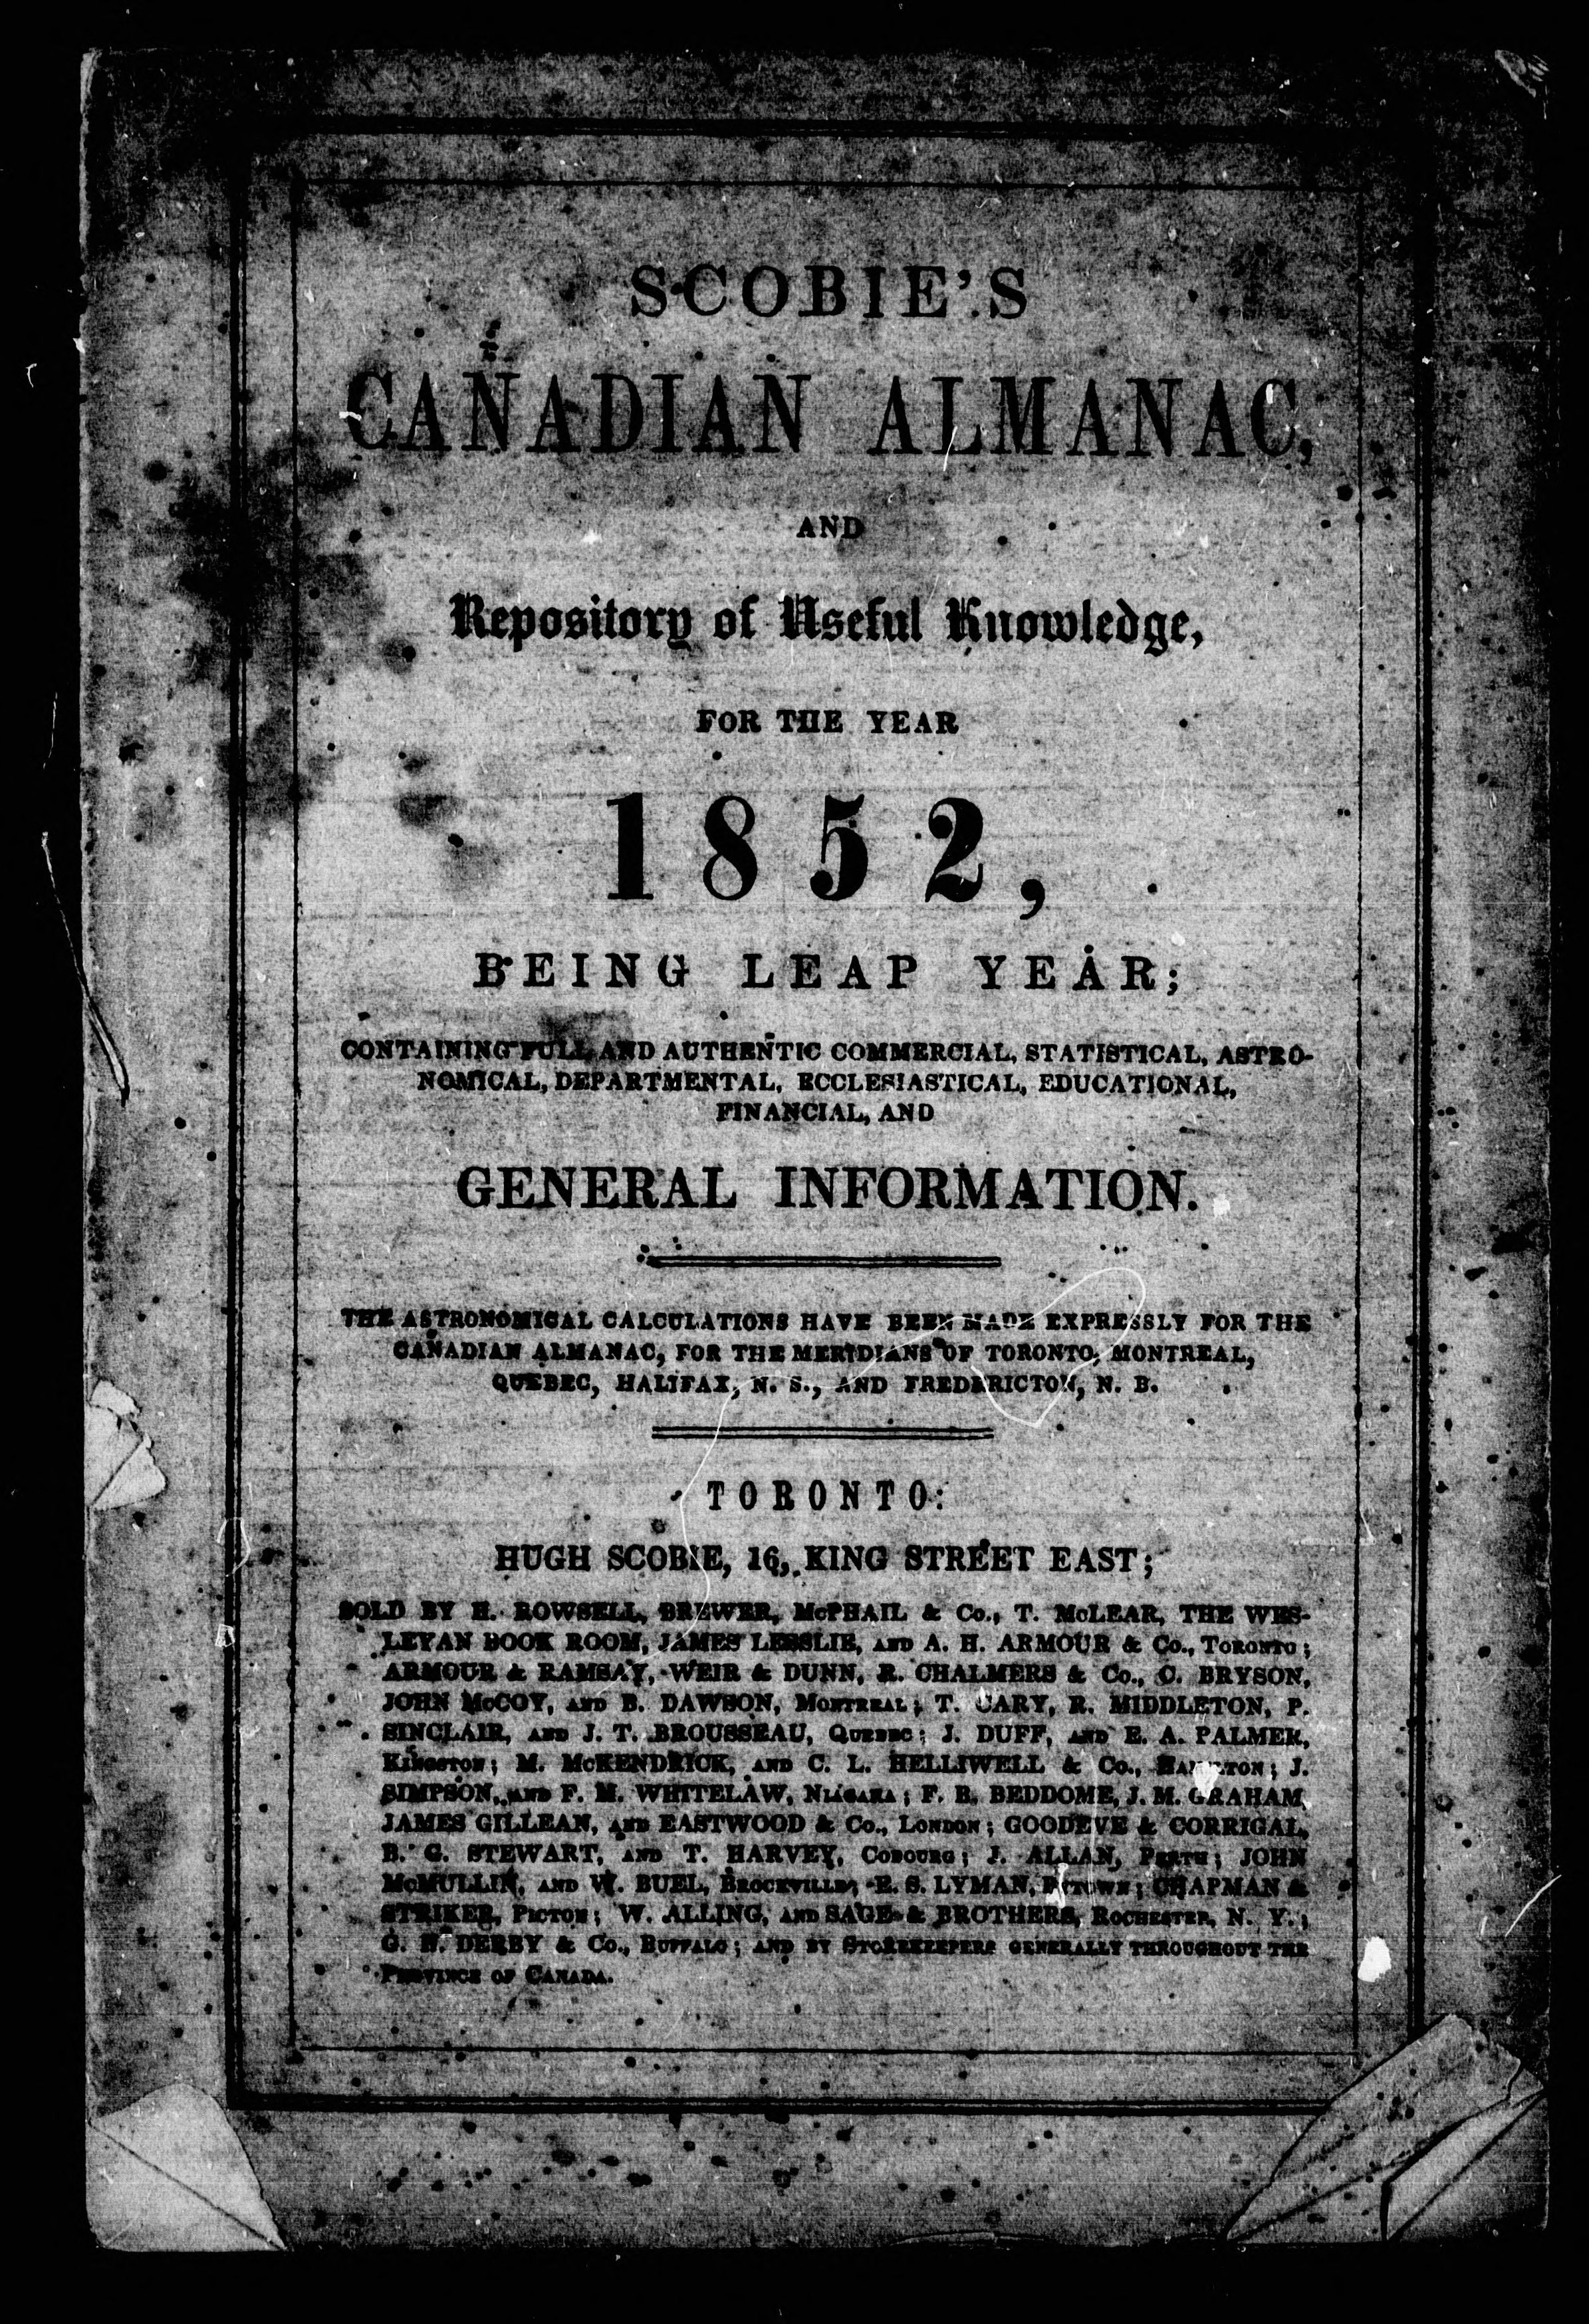 SCOBIE'S
CANADIAN ALMANAC,
AND
Repository of Useful Knowledge,
FOR THE YEAR
1852,
BEING LEAP YEAR;
CONTAINING FULL AND AUTHENTIC COMMERCIAL, STATISTICAL, ASTRO-
NOMICAL, DEPARTMENTAL, ECCLESIASTICAL, EDUCATIONAL,
FINANCIAL, AND
GENERAL INFORMATION.
THE ASTRONOMICAL CALCULATIONS HAVE BEEN MADE EXPRESSLY FOR THE
CANADIAN ALMANAC, FOR THE MERIDIANS OF TORONTO, MONTREAL,
QUEBEC, HALIFAX, N. S., AND FREDERICTON, N. B.
TORONTO:
HUGH SCOBIE, 16, KING STREET EAST;
SOLD BY H. ROWSELL, BREWER, McPHAIL & Co., T. McLEAR, THE WES-
LEYAN BOOK ROOM, JAMES LESSLIE, AND A. H. ARMOUR & Co., TORONTO;
ARMOUR & RAMSAY, WEIR & DUNN, R. CHALMERS & Co., C. BRYSON,
JOHN McCOY, AND B. DAWSON, MONTREAL; T. CARY, R. MIDDLETON, P.
SINCLAIR, AND J. T. BROUSSEAU, QUEBEC; J. DUFF, AND E. A. PALMER,
KINGSTON; M. McKENDRICK, AND C. L. HELLIWELL & Co., HAMILTON; J.
SIMPSON, AND F. M. WHITELAW, NIAGARA; F. B. BEDDOME, J. M. GRAHAM,
JAMES GILLEAN, AND EASTWOOD & Co., LONDON; GOODEVE & CORRIGAL,
B. G. STEWART, AND T. HARVEY, COBOURG; J. ALLAN, PERTH; JOHN
McMULLIN, AND W. BUEL, BROCKVILLE; E. S. LYMAN, BYTOWN; CHAPMAN &
STRIKER, PICTON; W. ALLING, AND SAGE & BROTHERS, ROCHESTER, N. Y.;
G. H. DERBY & Co., BUFFALO; AND BY STOREKEEPERS GENERALLY THROUGHOUT THE
PROVINCE OF CANADA.